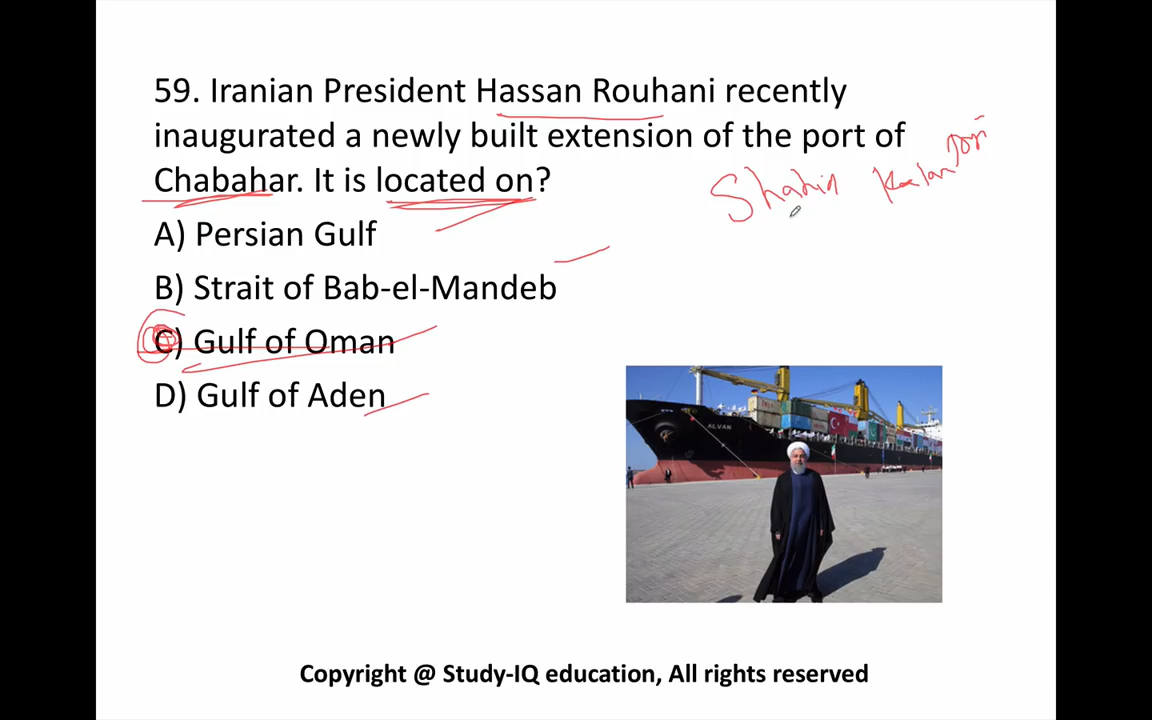 59. Iranian President Hassan Rouhani recently
inaugurated a newly built extension of the port of
Chabahar. It is located on?
Shahid
A) Persian Gulf
B) Strait of Bab-el-Mandeb
C) Gulf of Oman
D) Gulf of Aden
ALVAN
Copyright @ Study-IQ education, All rights reserved